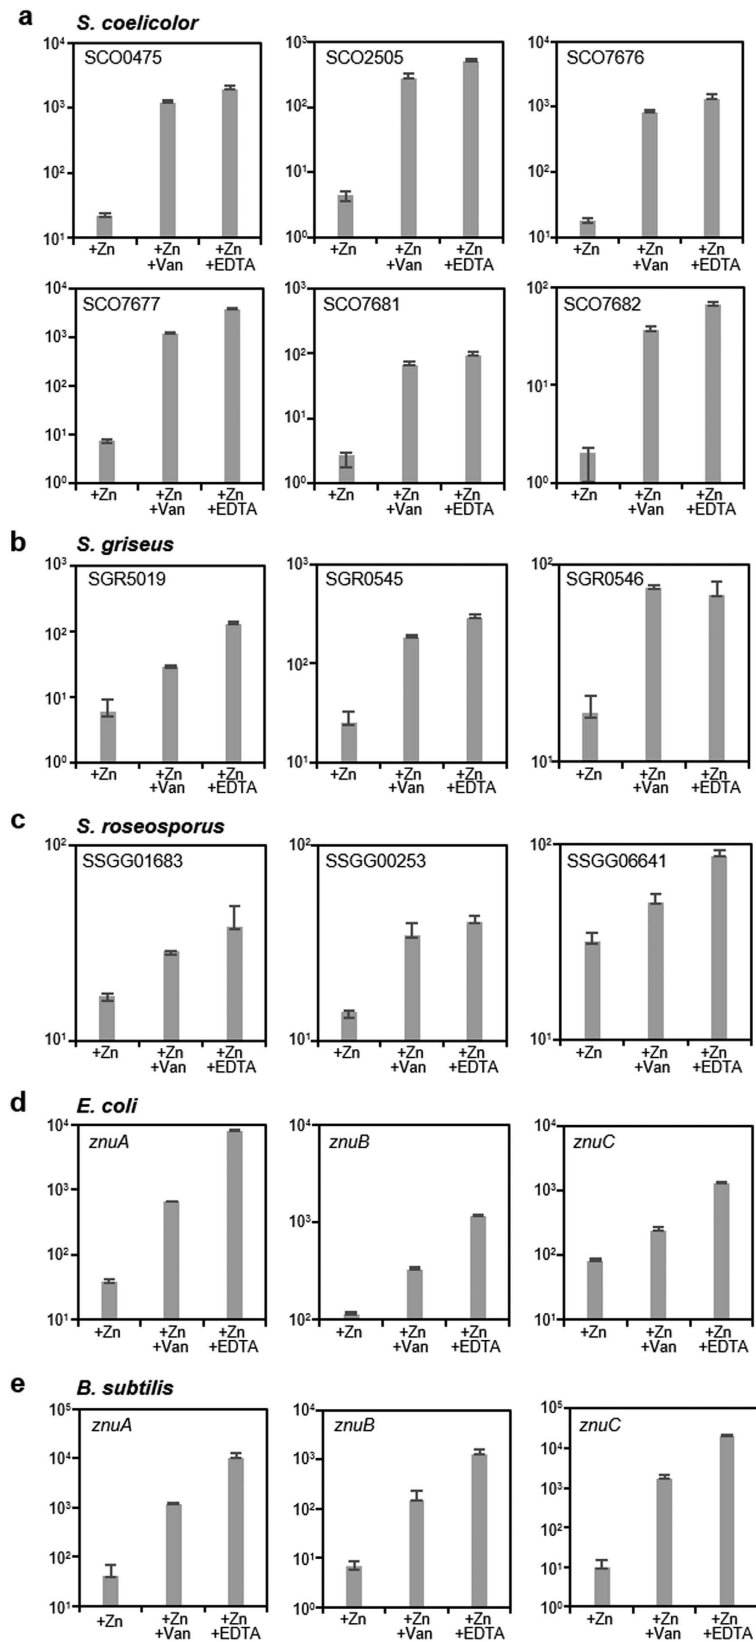 a S. coelicolor
10⁴ 10³ 10² 10¹ SCO0475 +Zn +Zn +Van +Zn +EDTA
10³ 10² 10¹ 10⁰ SCO2505 +Zn +Zn +Van +Zn +EDTA
10⁴ 10³ 10² 10¹ SCO7676 +Zn +Zn +Van +Zn +EDTA
10⁴ 10³ 10² 10¹ 10⁰ SCO7677 +Zn +Zn +Van +Zn +EDTA
10³ 10² 10¹ 10⁰ SCO7681 +Zn +Zn +Van +Zn +EDTA
10² 10¹ 10⁰ SCO7682 +Zn +Zn +Van +Zn +EDTA
b S. griseus
10³ 10² 10¹ 10⁰ SGR5019 +Zn +Zn +Van +Zn +EDTA
10³ 10² 10¹ SGR0545 +Zn +Zn +Van +Zn +EDTA
10² 10¹ SGR0546 +Zn +Zn +Van +Zn +EDTA
c S. roseosporus
10² 10¹ SSGG01683 +Zn +Zn +Van +Zn +EDTA
10² 10¹ SSGG00253 +Zn +Zn +Van +Zn +EDTA
10² 10¹ SSGG06641 +Zn +Zn +Van +Zn +EDTA
d E. coli
10⁴ 10³ 10² 10¹ znuA +Zn +Zn +Van +Zn +EDTA
10⁴ 10³ 10² znuB +Zn +Zn +Van +Zn +EDTA
10⁴ 10³ 10² 10¹ znuC +Zn +Zn +Van +Zn +EDTA
e B. subtilis
10⁵ 10⁴ 10³ 10² 10¹ znuA +Zn +Zn +Van +Zn +EDTA
10⁴ 10³ 10² 10¹ 10⁰ znuB +Zn +Zn +Van +Zn +EDTA
10⁵ 10⁴ 10³ 10² 10¹ 10⁰ znuC +Zn +Zn +Van +Zn +EDTA